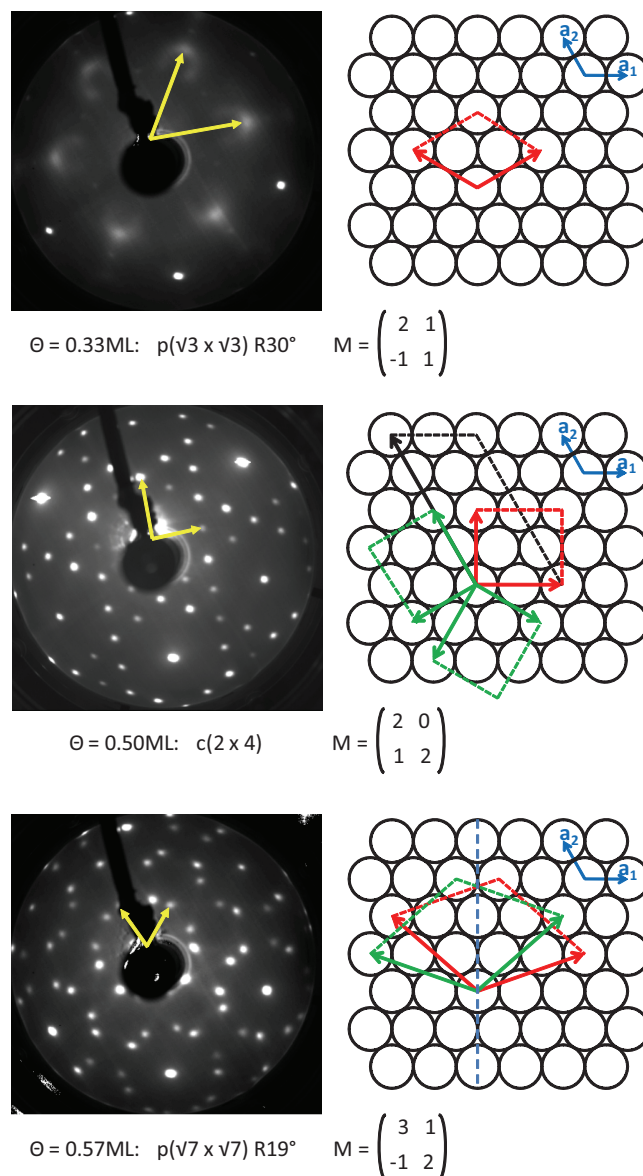 a₂
a₁
Θ = 0.33ML: p(√3 x √3) R30° M = ( 2 1
-1 1 )
a₂
a₁
Θ = 0.50ML: c(2 x 4) M = ( 2 0
1 2 )
a₂
a₁
Θ = 0.57ML: p(√7 x √7) R19° M = ( 3 1
-1 2 )